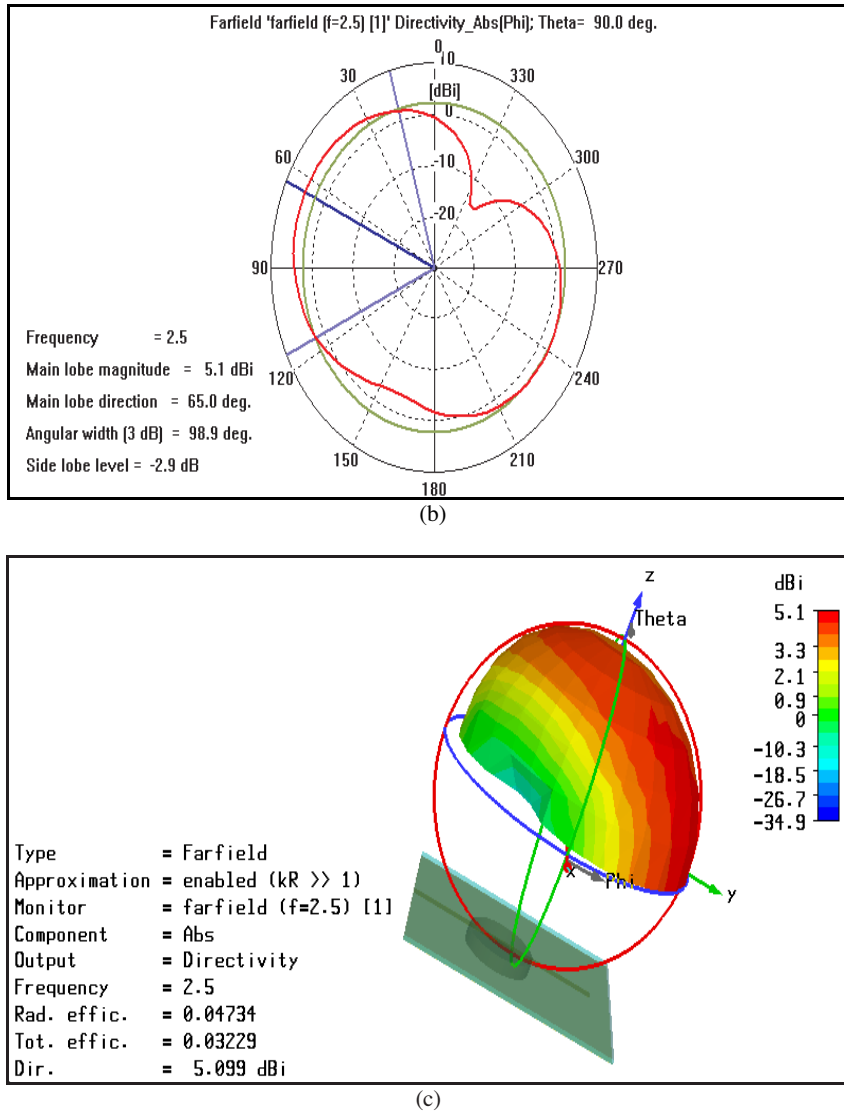 Farfield 'farfield (f=2.5) [1]' Directivity_Abs(Phi); Theta= 90.0 deg.
0
10
30
330
[dBi]
0
60
300
-10
-20
90
270
120
240
150
210
180
Frequency = 2.5
Main lobe magnitude = 5.1 dBi
Main lobe direction = 65.0 deg.
Angular width (3 dB) = 98.9 deg.
Side lobe level = -2.9 dB
(b)
z
Theta
x
Phi
y
dBi
5.1
3.3
2.1
0.9
0
-10.3
-18.5
-26.7
-34.9
Type = Farfield
Approximation = enabled (kR >> 1)
Monitor = farfield (f=2.5) [1]
Component = Abs
Output = Directivity
Frequency = 2.5
Rad. effic. = 0.04734
Tot. effic. = 0.03229
Dir. = 5.099 dBi
(c)